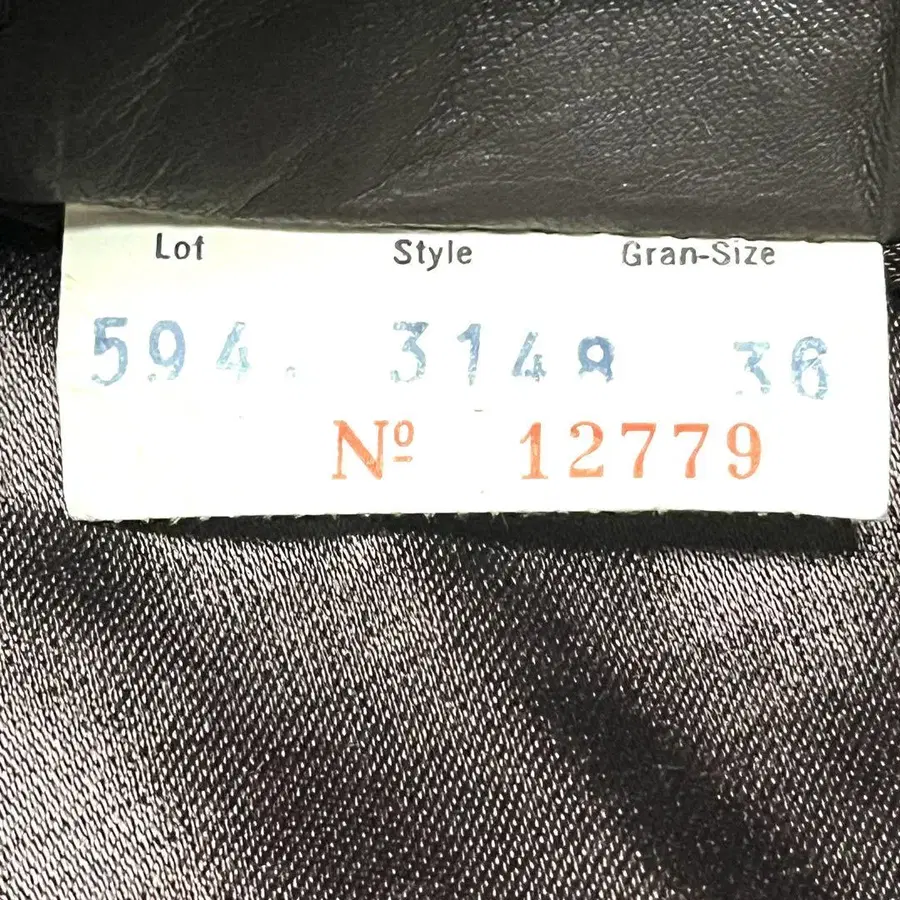 Lot Style Gran-Size
594. 3148 36
Nº 12779